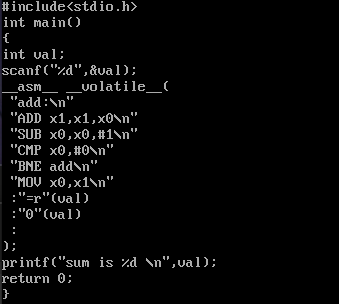 #include<stdio.h>
int main()
{
int val;
scanf("%d",&val);
__asm__ __volatile__(
"add:\n"
"ADD x1,x1,x0\n"
"SUB x0,x0,#1\n"
"CMP x0,#0\n"
"BNE add\n"
"MOV x0,x1\n"
:"=r"(val)
:"0"(val)
:
);
printf("sum is %d \n",val);
return 0;
}